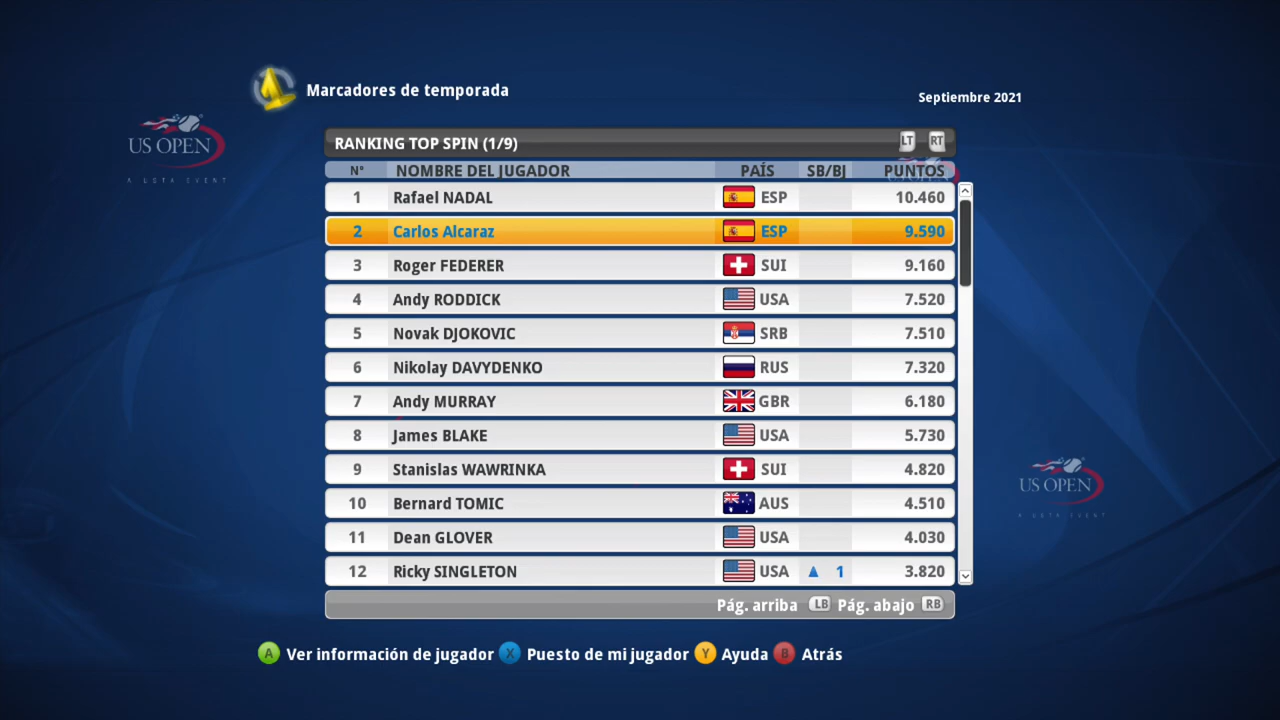 Marcadores de temporada
Septiembre 2021
US OPEN
A USTA EVENT
RANKING TOP SPIN (1/9) LT RT
N° NOMBRE DEL JUGADOR PAÍS SB/BJ PUNTOS
1 Rafael NADAL ESP 10.460
2 Carlos Alcaraz ESP 9.590
3 Roger FEDERER SUI 9.160
4 Andy RODDICK USA 7.520
5 Novak DJOKOVIC SRB 7.510
6 Nikolay DAVYDENKO RUS 7.320
7 Andy MURRAY GBR 6.180
8 James BLAKE USA 5.730
9 Stanislas WAWRINKA SUI 4.820
10 Bernard TOMIC AUS 4.510
11 Dean GLOVER USA 4.030
12 Ricky SINGLETON USA ▲ 1 3.820
US OPEN
A USTA EVENT
Pág. arriba LB Pág. abajo RB
A Ver información de jugador X Puesto de mi jugador Y Ayuda B Atrás